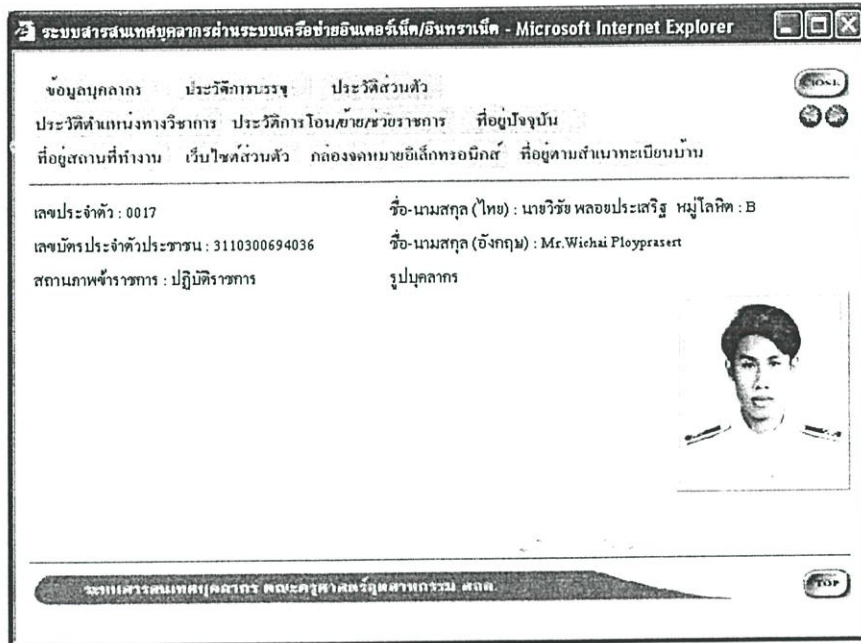 ระบบสารสนเทศบุคลากรผ่านระบบเครือข่ายอินเตอร์เน็ต/อินทราเน็ต - Microsoft Internet Explorer
ข้อมูลบุคลากร ประวัติการบรรจุ ประวัติส่วนตัว
CLOSE
ประวัติตำแหน่งทางวิชาการ ประวัติการโอน/ย้าย/ช่วยราชการ ที่อยู่ปัจจุบัน
ที่อยู่สถานที่ทำงาน เว็บไซต์ส่วนตัว กล่องจดหมายอิเล็กทรอนิกส์ ที่อยู่ตามสำเนาทะเบียนบ้าน
เลขประจำตัว : 0017 ชื่อ-นามสกุล (ไทย) : นายวิชัย พลอยประเสริฐ หมู่โลหิต : B
เลขบัตรประจำตัวประชาชน : 3110300694036 ชื่อ-นามสกุล (อังกฤษ) : Mr.Wichai Ployprasert
สถานภาพข้าราชการ : ปฏิบัติราชการ รูปบุคลากร
ระบบสารสนเทศบุคลากร คณะครุศาสตร์อุตสาหกรรม สจล.
TOP